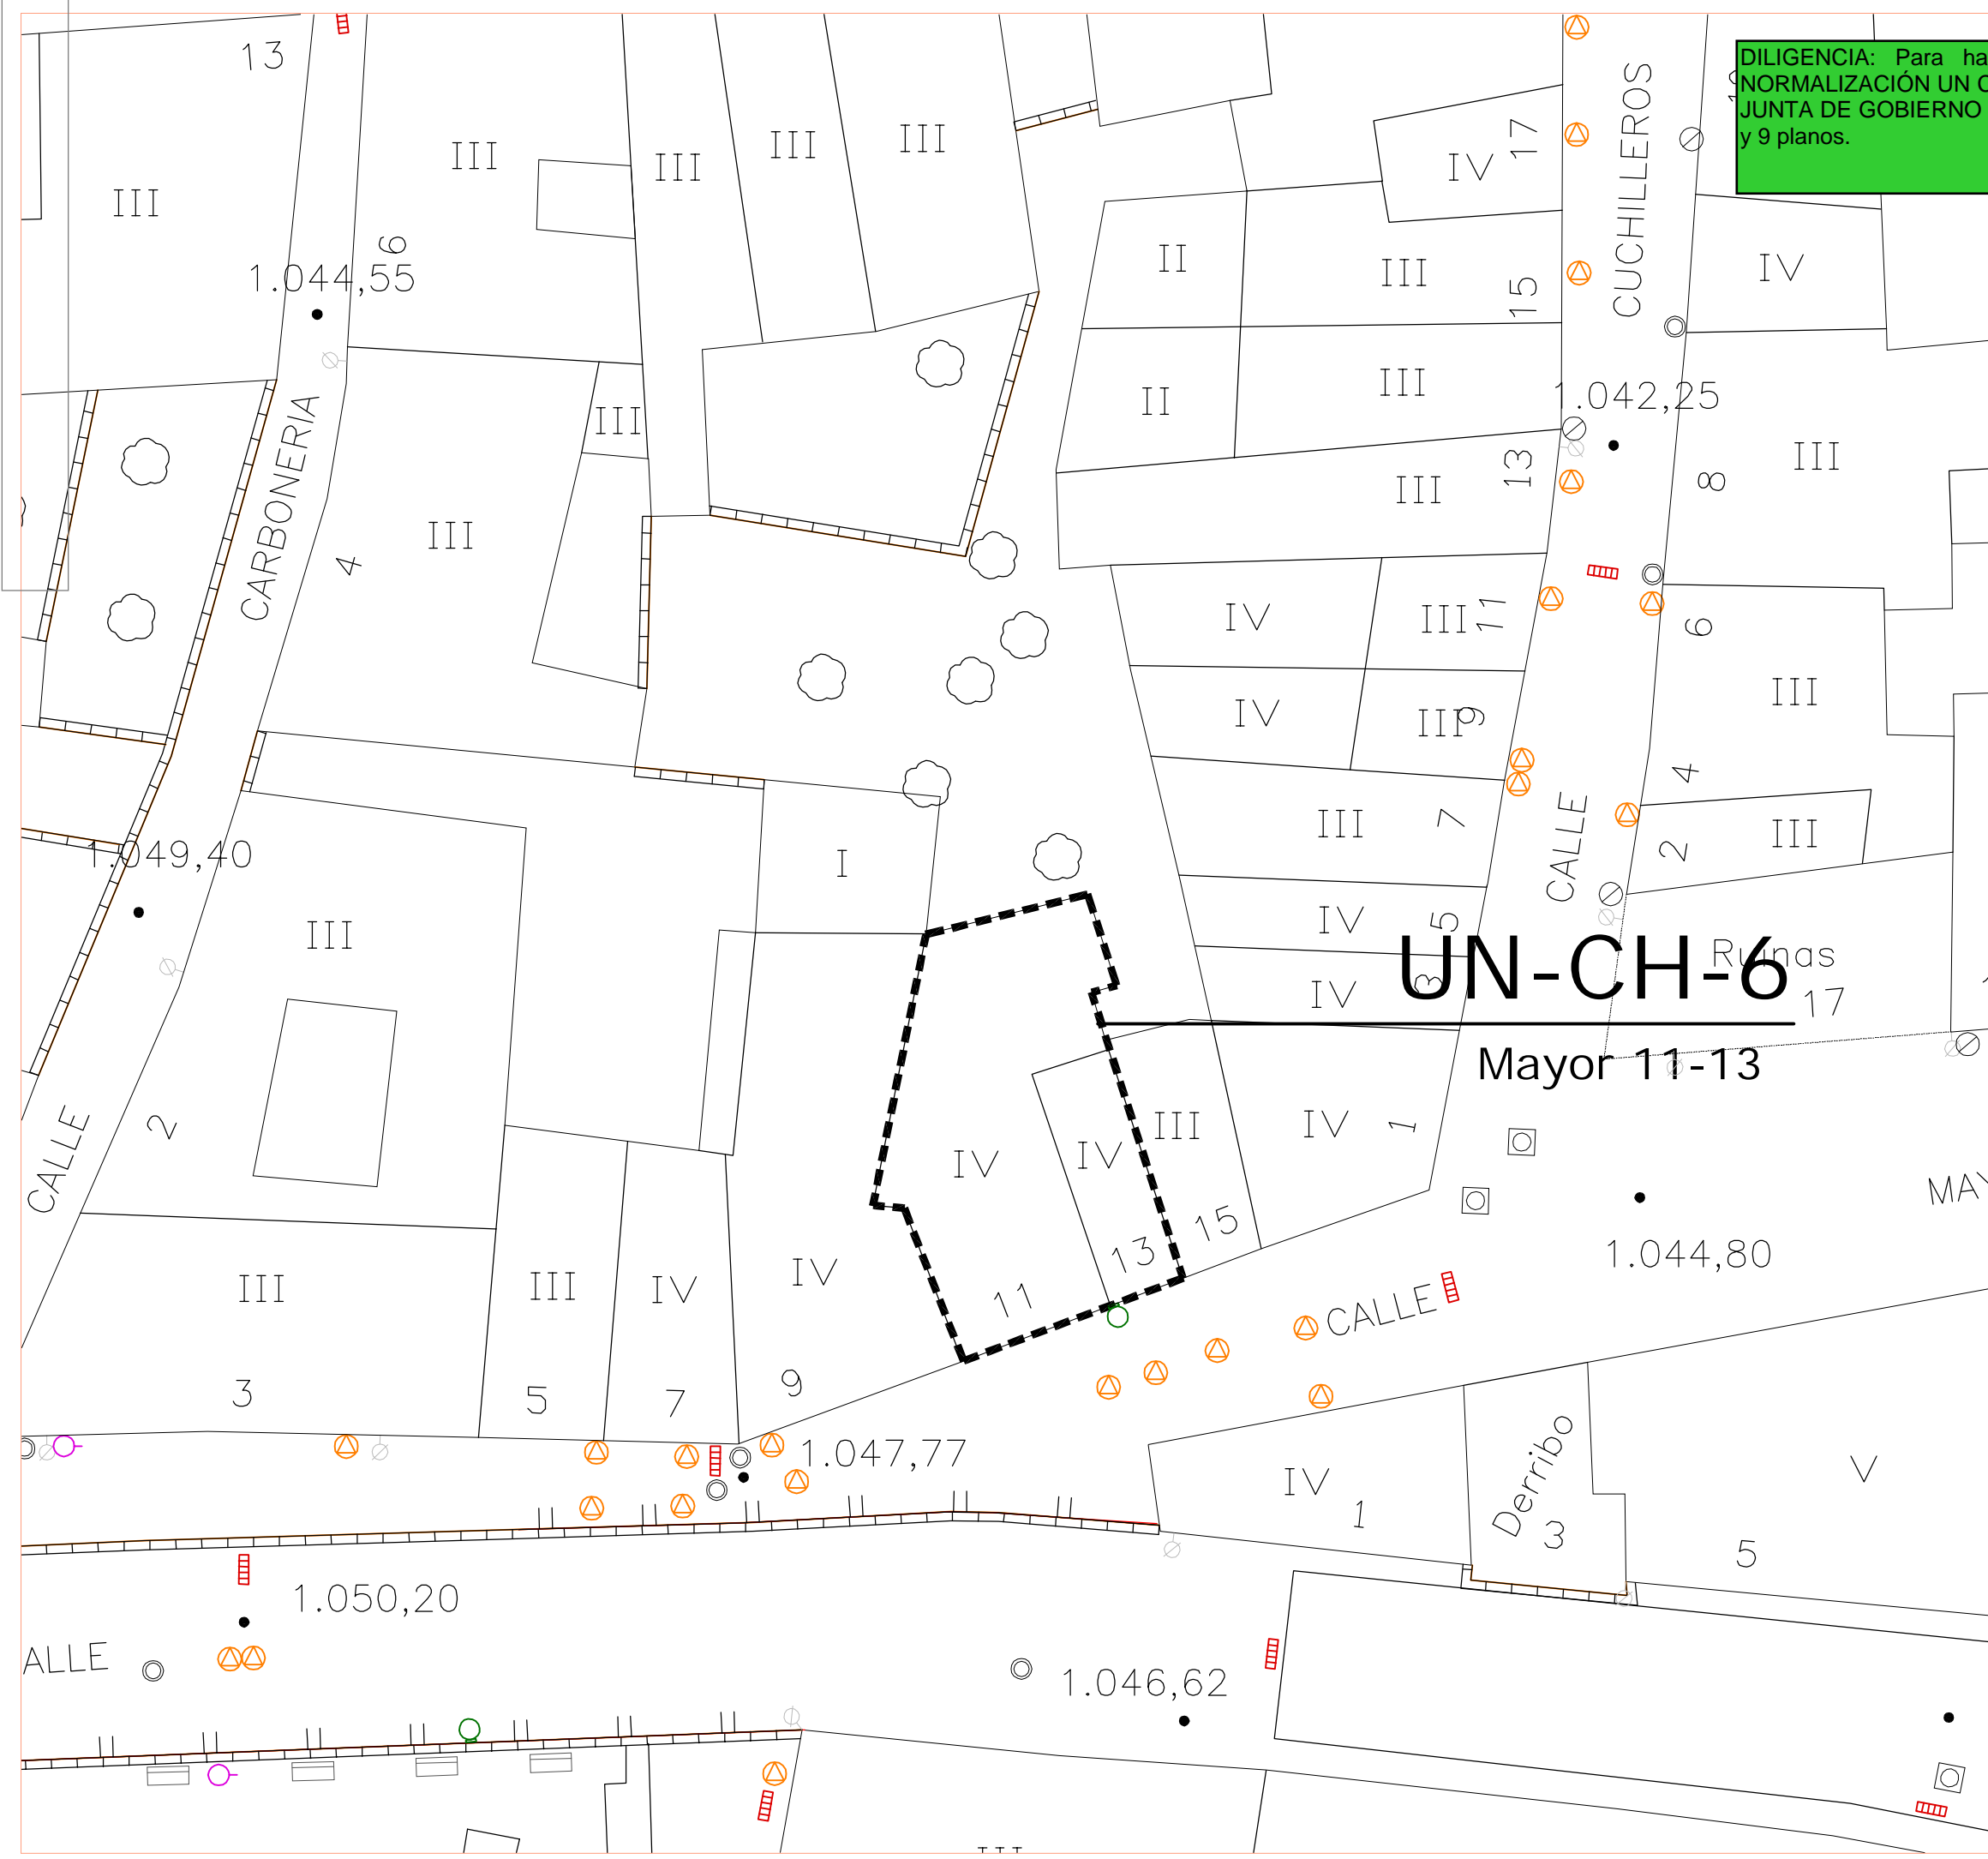 13
DILIGENCIA: Para ha
NORMALIZACIÓN UN C
JUNTA DE GOBIERNO
y 9 planos.
III
III
III
III
III
IV
17
CUCHILLEROS
III
6
1.044,55
II
III
15
IV
II
III
1.042,25
III
CARBONERIA
4
III
III
13
8
III
IV
III
11
6
IV
III
9
III
III
7
4
CALLE
2
III
1.049,40
I
III
IV
5
UN-CH-6
Ruinas
IV
3
17
Mayor 11-13
CALLE
2
IV
IV
III
IV
1
MAY
III
III
IV
IV
11
13
15
1.044,80
CALLE
3
5
7
9
1.047,77
IV
1
Derribo
3
V
5
1.050,20
ALLE
1.046,62
III